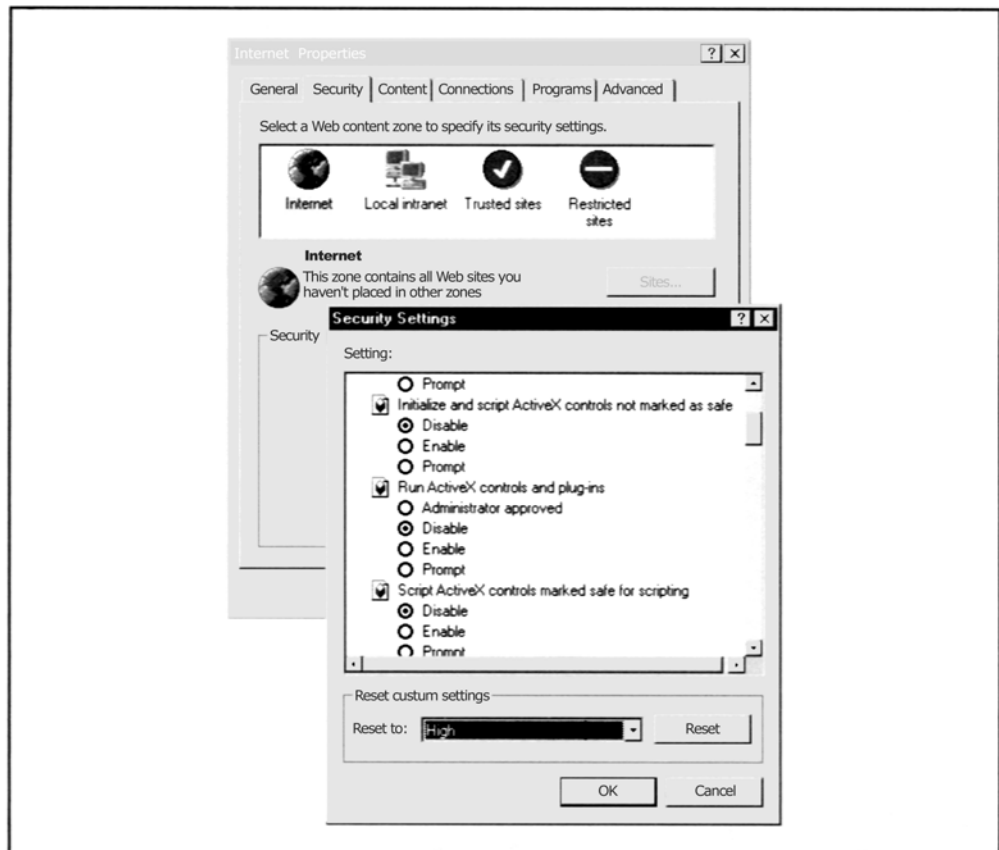 Internet Properties
General Security Content Connections Programs Advanced
Select a Web content zone to specify its security settings.
Internet Local intranet Trusted sites Restricted sites
Internet
This zone contains all Web sites you
haven't placed in other zones
Sites...
Security
Security Settings
Setting:
Prompt
Initialize and script ActiveX controls not marked as safe
Disable
Enable
Prompt
Run ActiveX controls and plug-ins
Administrator approved
Disable
Enable
Prompt
Script ActiveX controls marked safe for scripting
Disable
Enable
Prompt
Reset custum settings
Reset to: High Reset
OK Cancel